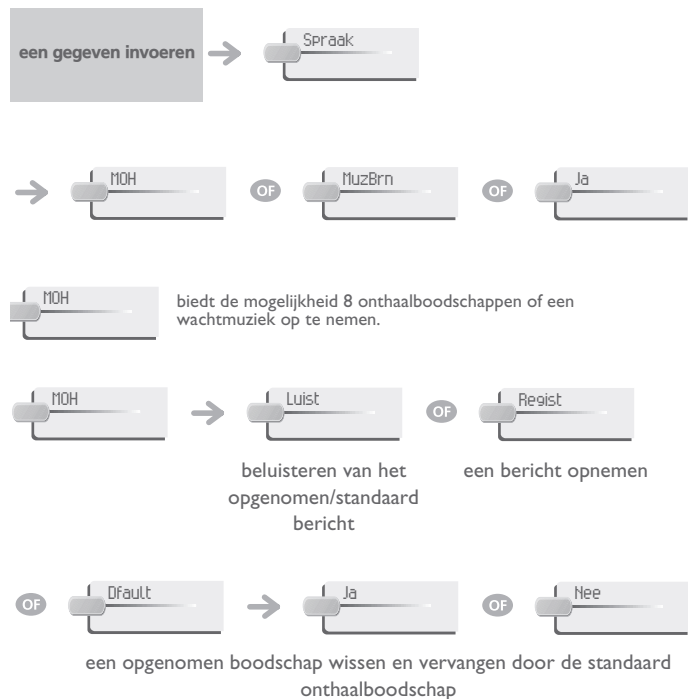 een gegeven invoeren
Spraak
MOH OF MuzBrn OF Ja
MOH
biedt de mogelijkheid 8 onthaalboodschappen of een
wachtmuziek op te nemen.
MOH Luist OF Regist
beluisteren van het
opgenomen/standaard
bericht
een bericht opnemen
OF Dfault Ja OF Nee
een opgenomen boodschap wissen en vervangen door de standaard
onthaalboodschap